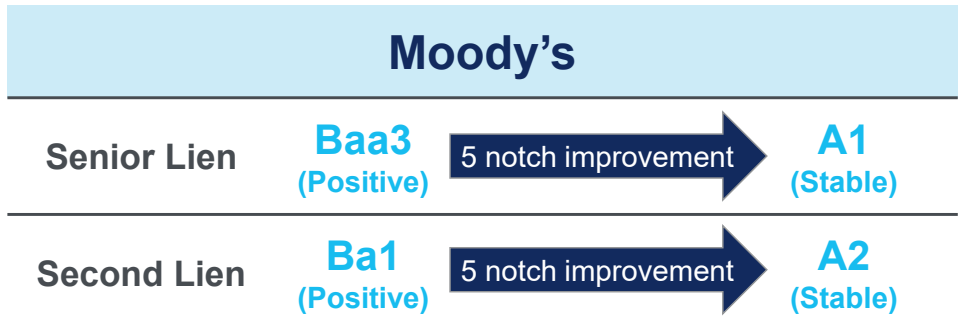 Moody’s
Senior Lien
Baa3
(Positive)
5 notch improvement
A1
(Stable)
Second Lien
Ba1
(Positive)
5 notch improvement
A2
(Stable)